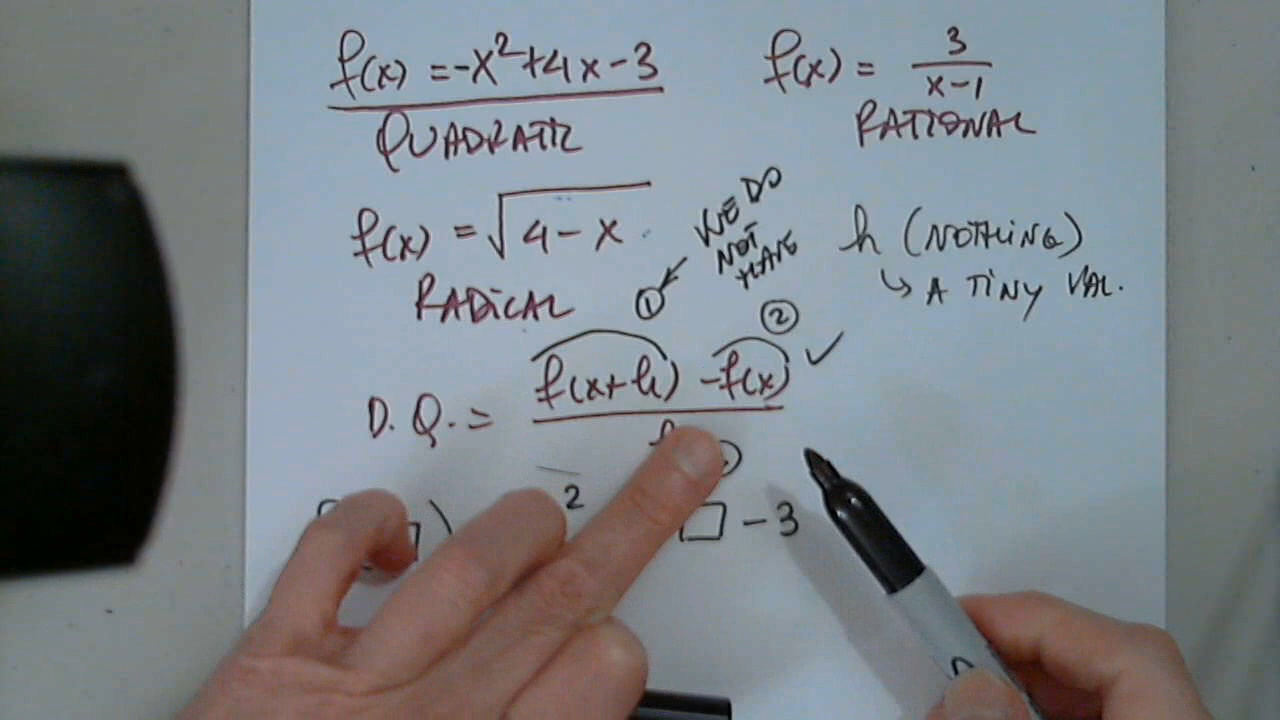 f(x) = -x²+4x-3
QUADRATIC
f(x) = 3/(x-1)
RATIONAL
f(x) = √(4-x)
RADICAL
① WE DO
NOT
HAVE
h (NOTHING)
↳ A TINY VAL.
②
D.Q. = f(x+h) - f(x) ✓
2
□ - 3